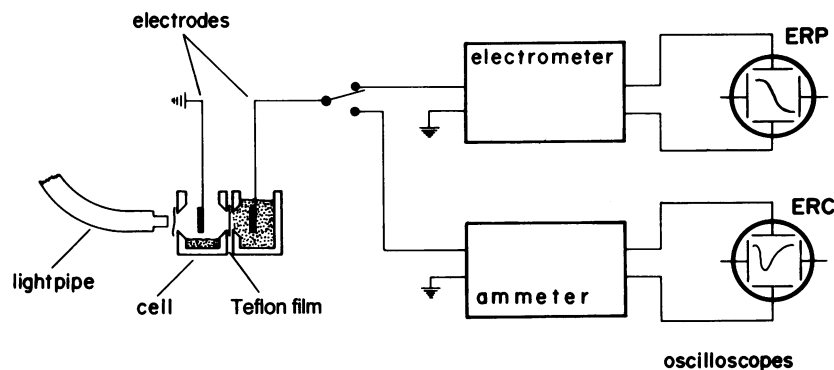 electrodes
ERP
electrometer
ERC
lightpipe
cell
Teflon film
ammeter
oscilloscopes